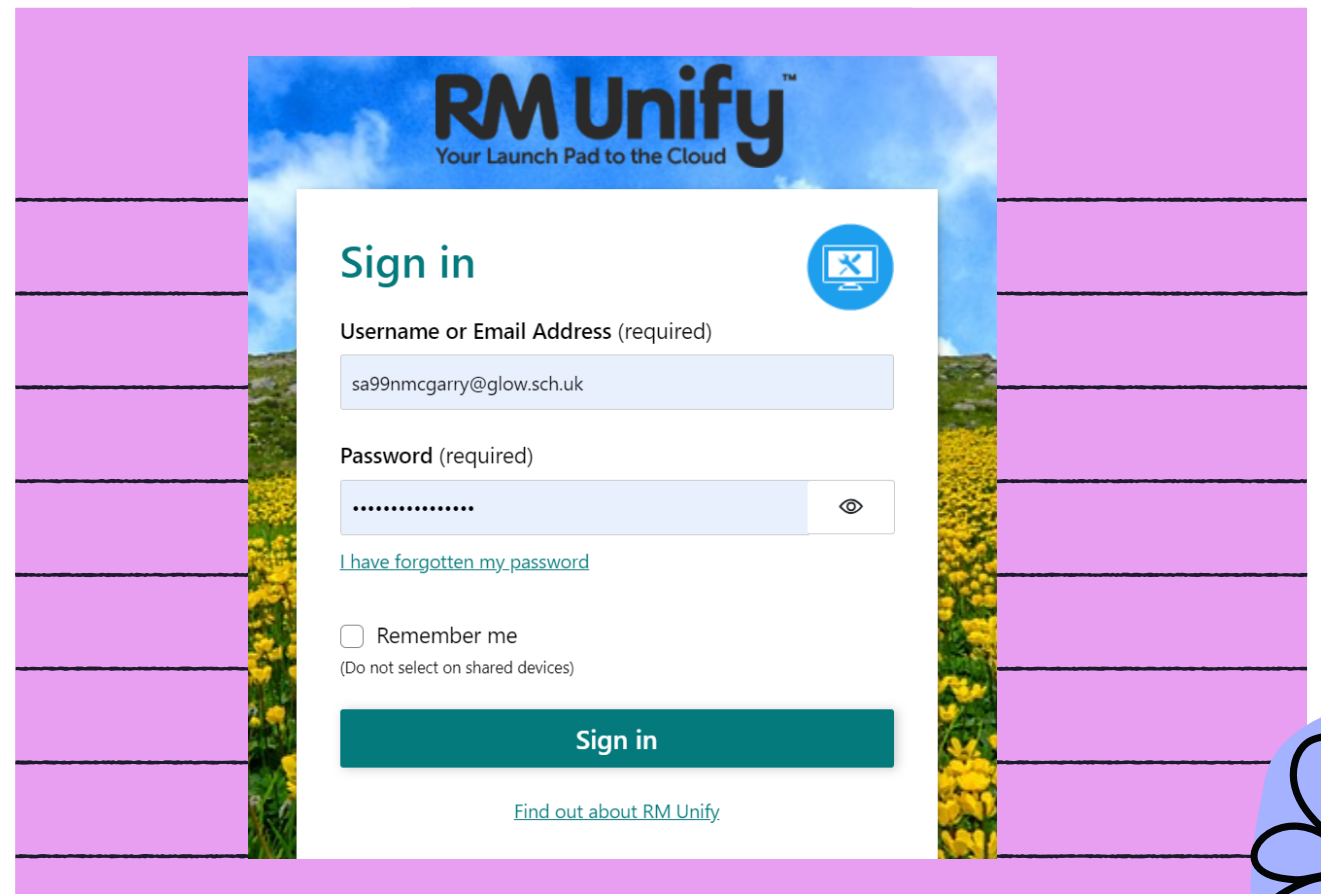 RM Unify™
Your Launch Pad to the Cloud
Sign in
Username or Email Address (required)
sa99nmcgarry@glow.sch.uk
Password (required)
••••••••••••••••
I have forgotten my password
Remember me
(Do not select on shared devices)
Sign in
Find out about RM Unify